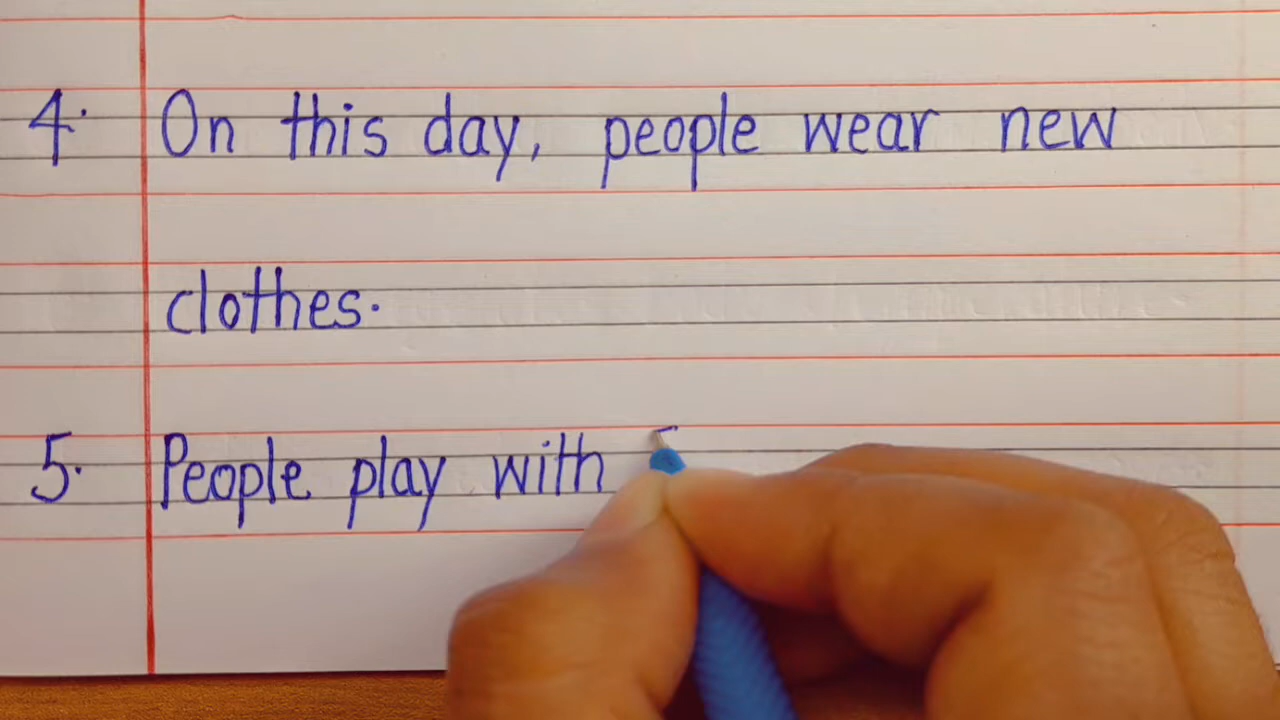 4. On this day, people wear new
clothes.
5. People play with